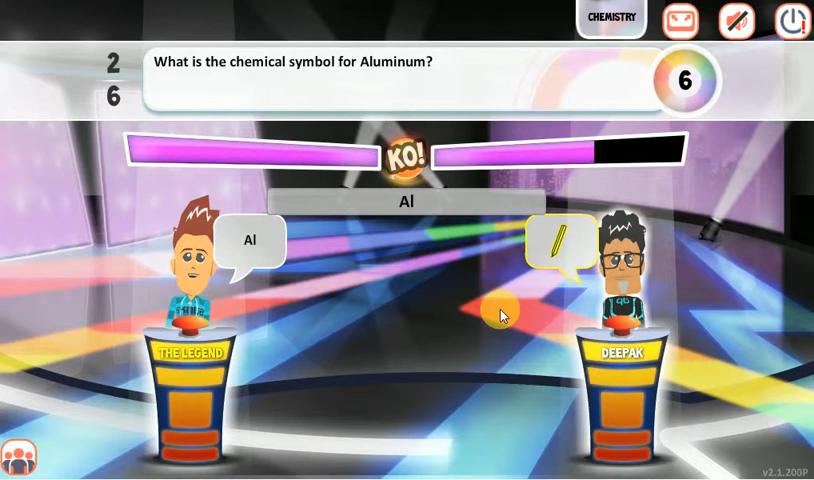 CHEMISTRY
2
6
What is the chemical symbol for Aluminum?
6
KO!
Al
Al
THE LEGEND
DEEPAK
v2.1.200P